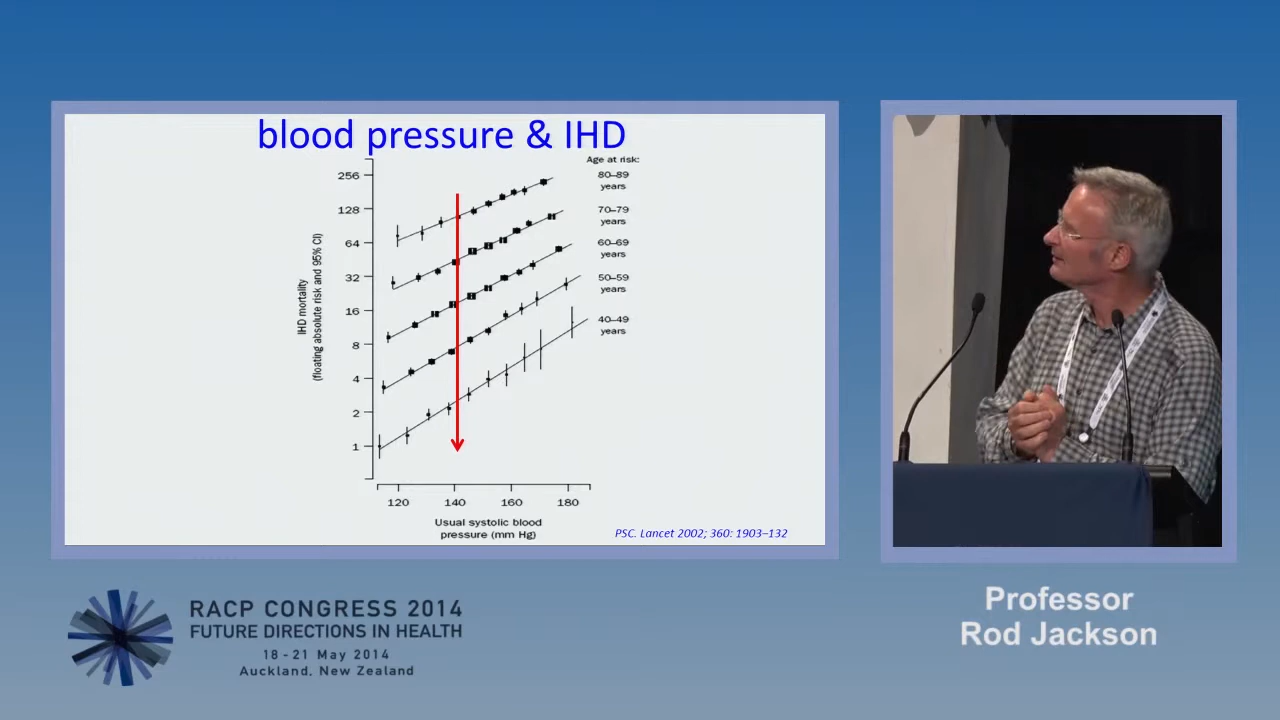 blood pressure & IHD
Age at risk:
80–89
years
70–79
years
60–69
years
50–59
years
40–49
years
256
128
64
32
16
8
4
2
1
IHD mortality
(floating absolute risk and 95% CI)
120 140 160 180
Usual systolic blood
pressure (mm Hg)
PSC. Lancet 2002; 360: 1903–132
RACP CONGRESS 2014
FUTURE DIRECTIONS IN HEALTH
18 - 21 May 2014
Auckland, New Zealand
Professor
Rod Jackson